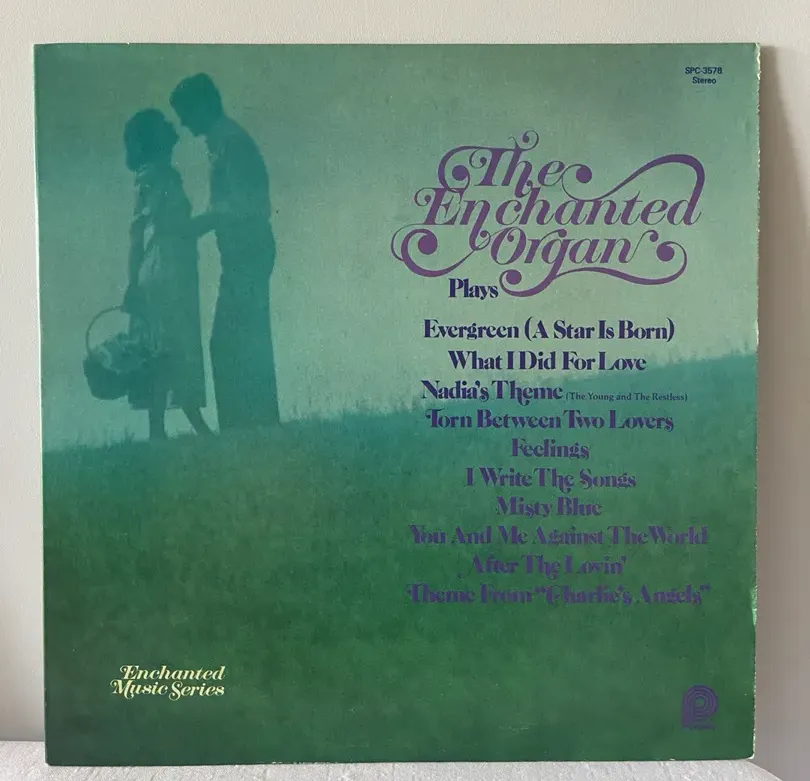 SPC-3578
Stereo
The
Enchanted
Organ
Plays
Evergreen (A Star Is Born)
What I Did For Love
Nadia's Theme (The Young and The Restless)
Torn Between Two Lovers
Feelings
I Write The Songs
Misty Blue
You And Me Against The World
After The Lovin'
Theme From "Charlie's Angels"
Enchanted
Music Series